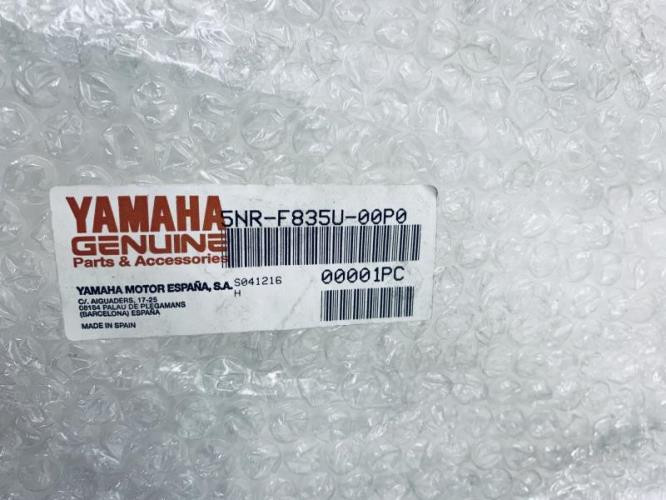 YAMAHA
GENUINE
Parts & Accessories
5NR-F835U-00P0
YAMAHA MOTOR ESPAÑA, S.A.
C/. AIGUADERS, 17-25
08184 PALAU DE PLEGAMANS
(BARCELONA) ESPAÑA
MADE IN SPAIN
S041216
H
00001PC